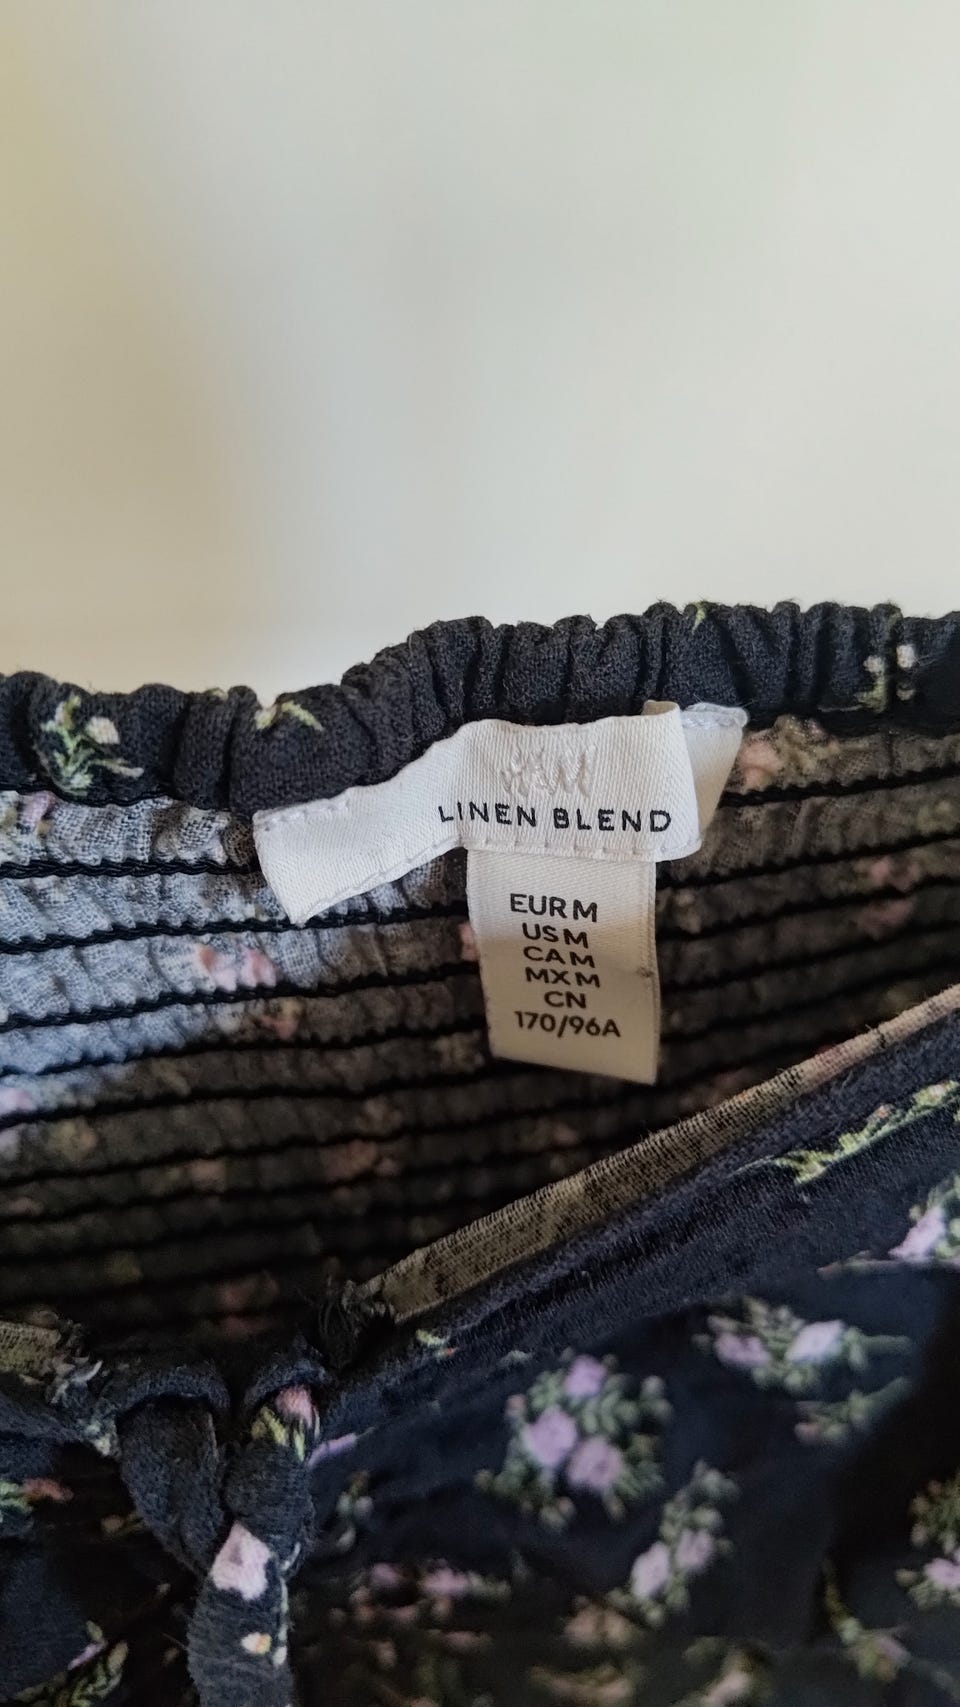 H&M
LINEN BLEND
EUR M
US M
CA M
MX M
CN
170/96A